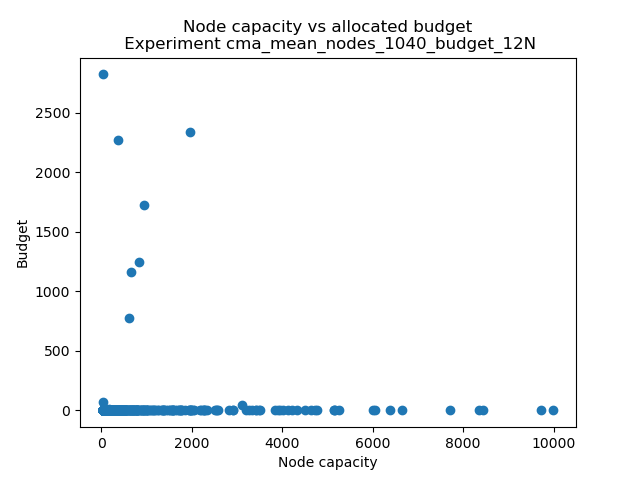 Node capacity vs allocated budget
Experiment cma_mean_nodes_1040_budget_12N
2500
2000
1500
1000
500
0
Budget
0 2000 4000 6000 8000 10000
Node capacity